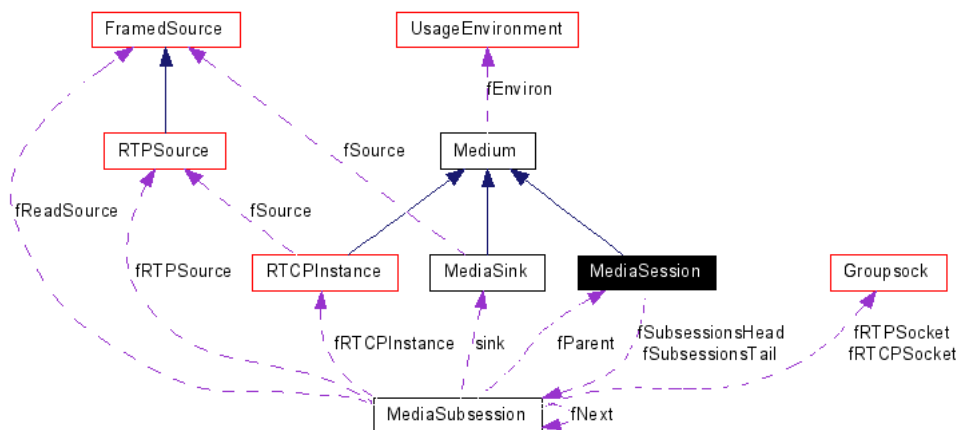 FramedSource
UsageEnvironment
fEnviron
RTPSource
fSource
Medium
fReadSource
fSource
fRTPSource
RTCPInstance
MediaSink
MediaSession
Groupsock
fRTCPInstance
sink
fParent
fSubsessionsHead
fSubsessionsTail
fRTPSocket
fRTCPSocket
MediaSubsession
fNext